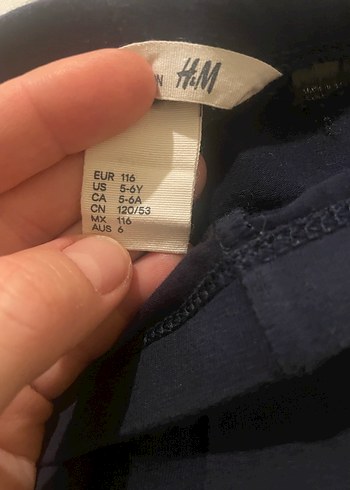 N H&M
EUR 116
US 5-6Y
CA 5-6A
CN 120/53
MX 116
AUS 6